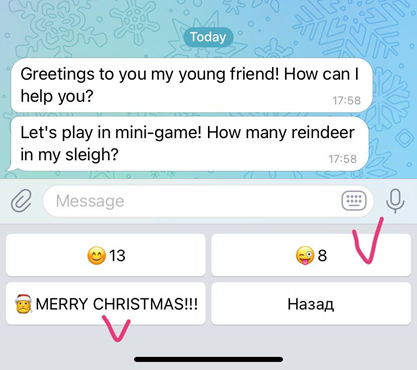 Today
Greetings to you my young friend! How can I
help you?
17:58
Let's play in mini-game! How many reindeer
in my sleigh?
17:58
Message
😊 13
😜 8
🎅 MERRY CHRISTMAS!!!
Назад